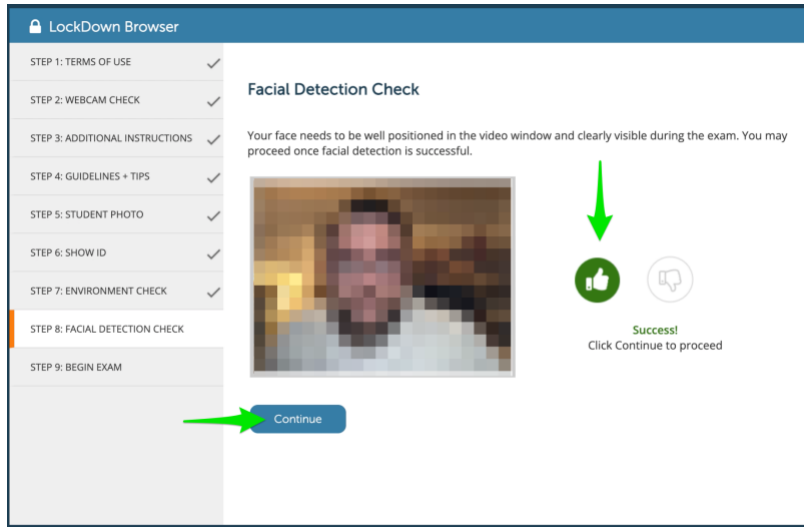 LockDown Browser
STEP 1: TERMS OF USE
STEP 2: WEBCAM CHECK
STEP 3: ADDITIONAL INSTRUCTIONS
STEP 4: GUIDELINES + TIPS
STEP 5: STUDENT PHOTO
STEP 6: SHOW ID
STEP 7: ENVIRONMENT CHECK
STEP 8: FACIAL DETECTION CHECK
STEP 9: BEGIN EXAM
Facial Detection Check
Your face needs to be well positioned in the video window and clearly visible during the exam. You may
proceed once facial detection is successful.
Success!
Click Continue to proceed
Continue